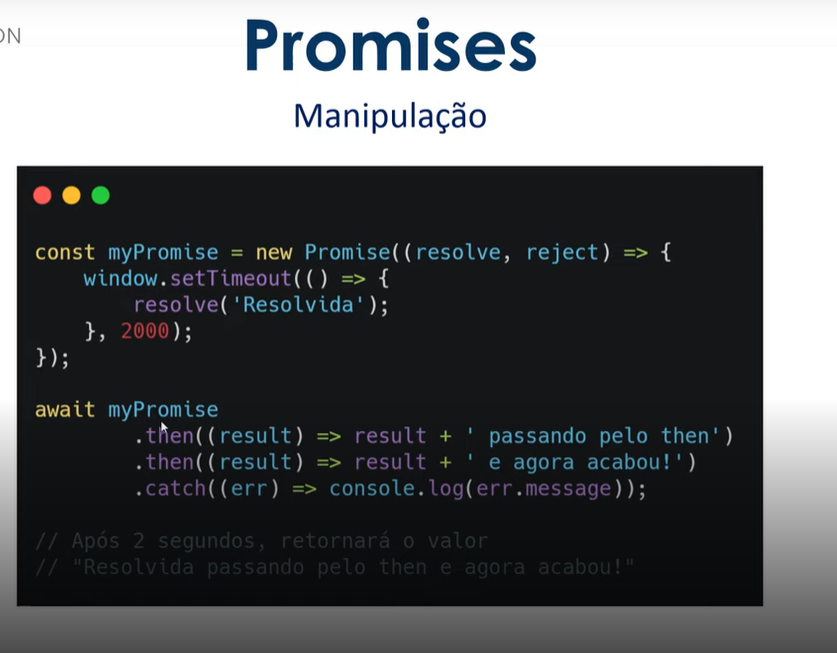 ON
Promises
Manipulação
const myPromise = new Promise((resolve, reject) => {
    window.setTimeout(() => {
        resolve('Resolvida');
    }, 2000);
});
await myPromise
        .then((result) => result + ' passando pelo then')
        .then((result) => result + ' e agora acabou!')
        .catch((err) => console.log(err.message));
// Após 2 segundos, retornará o valor
// "Resolvida passando pelo then e agora acabou!"